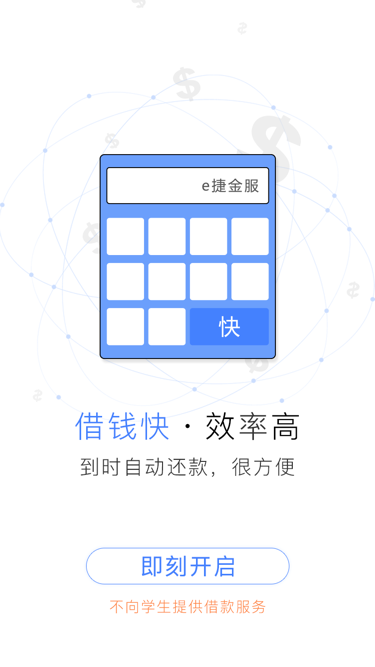 e捷金服
快
借钱快·效率高
到时自动还款，很方便
即刻开启
不向学生提供借款服务